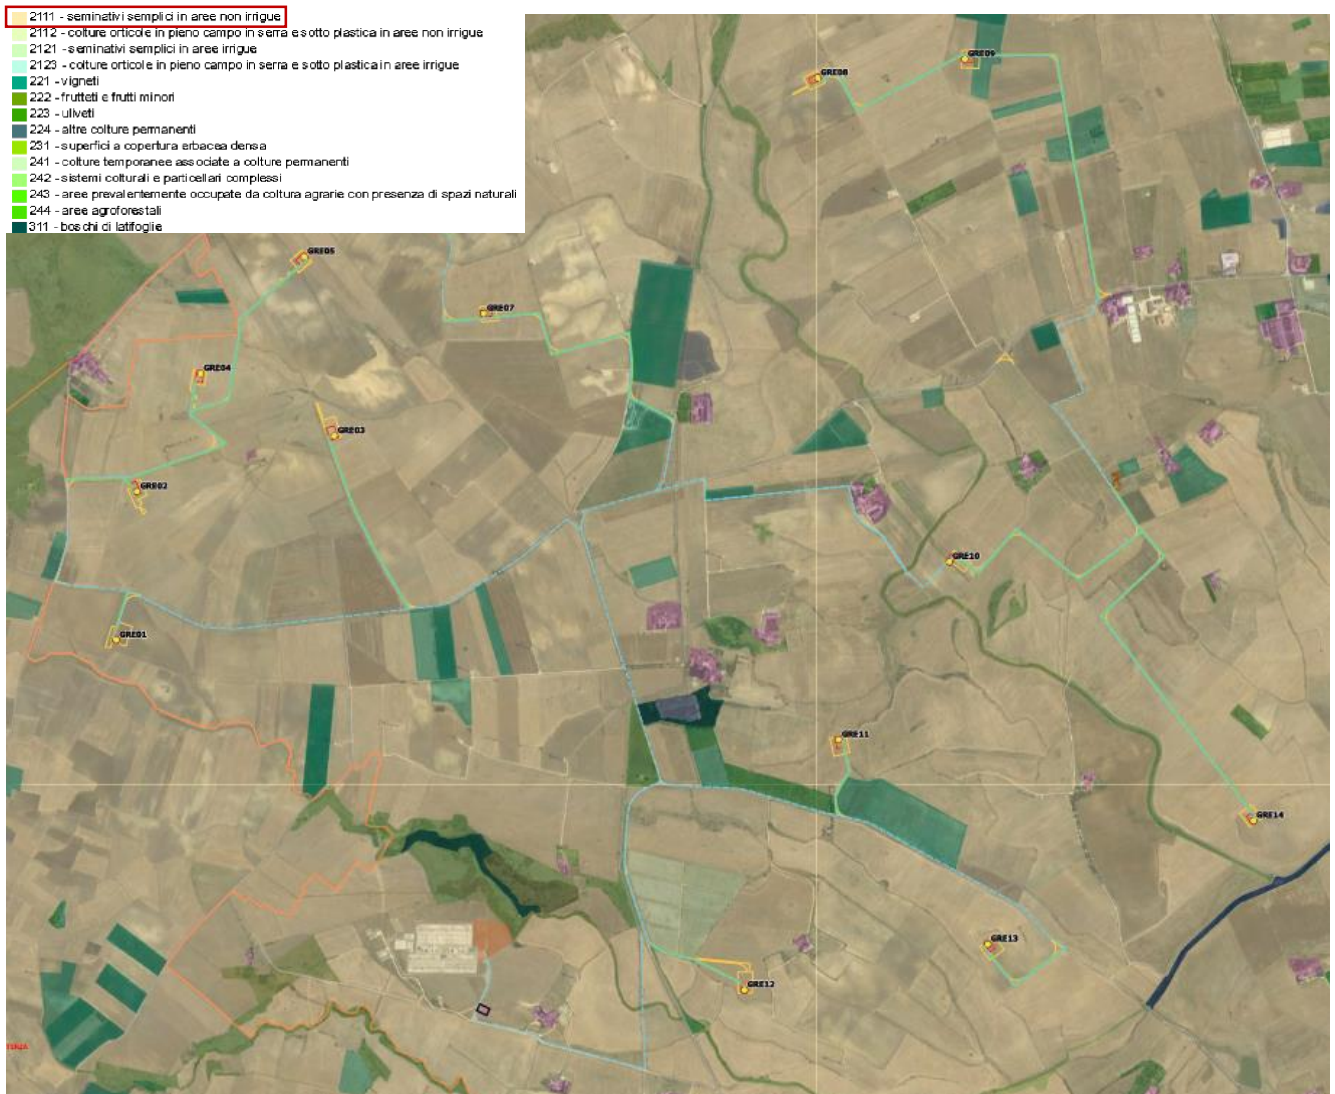 2111 - seminativi semplici in aree non irrigue
2112 - colture orticole in pieno campo in serra e sotto plastica in aree non irrigue
2121 - seminativi semplici in aree irrigue
2123 - colture orticole in pieno campo in serra e sotto plastica in aree irrigue
221 - vigneti
222 - frutteti e frutti minori
223 - uliveti
224 - altre colture permanenti
231 - superfici a copertura erbacea densa
241 - colture temporanee associate a colture permanenti
242 - sistemi colturali e particellari complessi
243 - aree prevalentemente occupate da coltura agrarie con presenza di spazi naturali
244 - aree agroforestali
311 - boschi di latifoglie
GRE09
GRE08
GRE05
GRE07
GRE04
GRE03
GRE02
GRE10
GRE01
GRE11
GRE14
GRE13
GRE12
TERZA